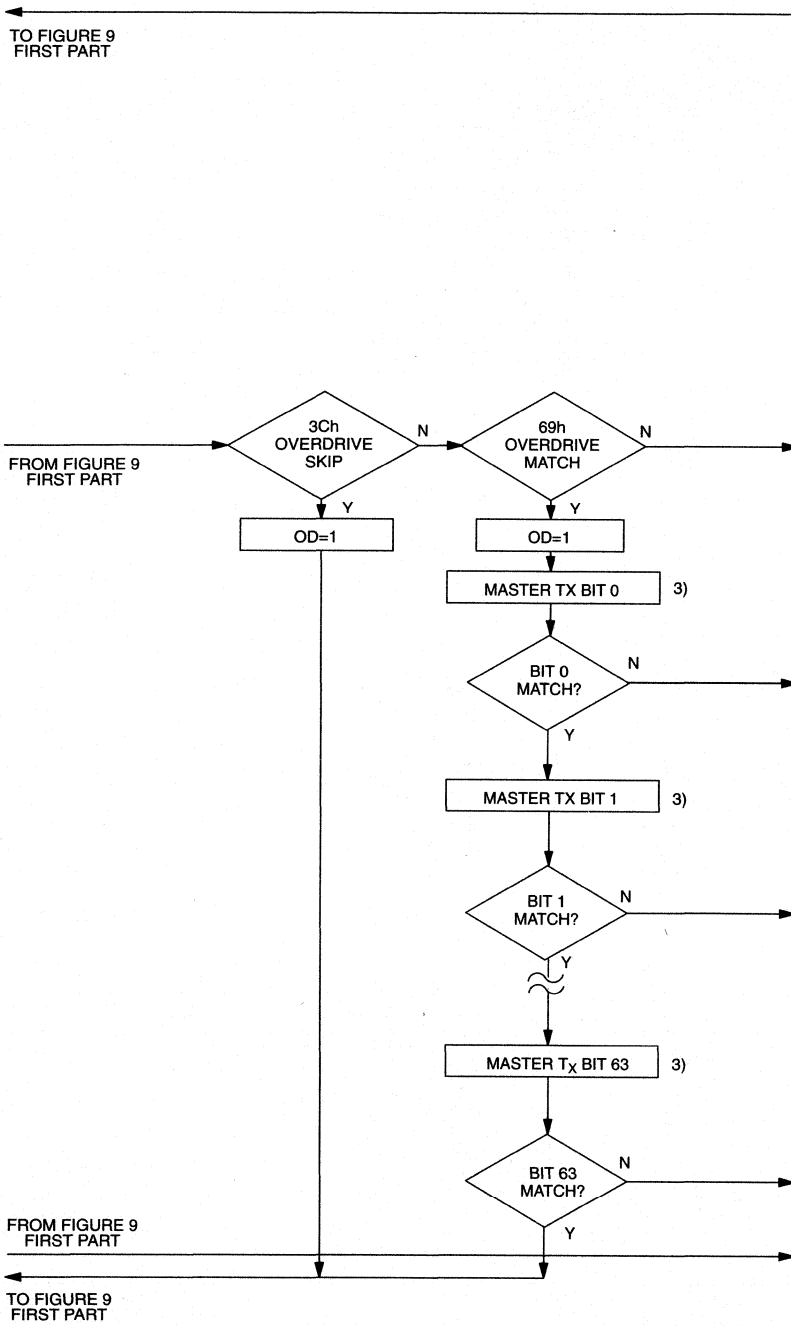 TO FIGURE 9
FIRST PART
3Ch
OVERDRIVE
SKIP
N
69h
OVERDRIVE
MATCH
N
FROM FIGURE 9
FIRST PART
Y
Y
OD=1
OD=1
MASTER TX BIT 0
3)
BIT 0
MATCH?
N
Y
MASTER TX BIT 1
3)
BIT 1
MATCH?
N
Y
MASTER TX BIT 63
3)
BIT 63
MATCH?
N
Y
FROM FIGURE 9
FIRST PART
TO FIGURE 9
FIRST PART